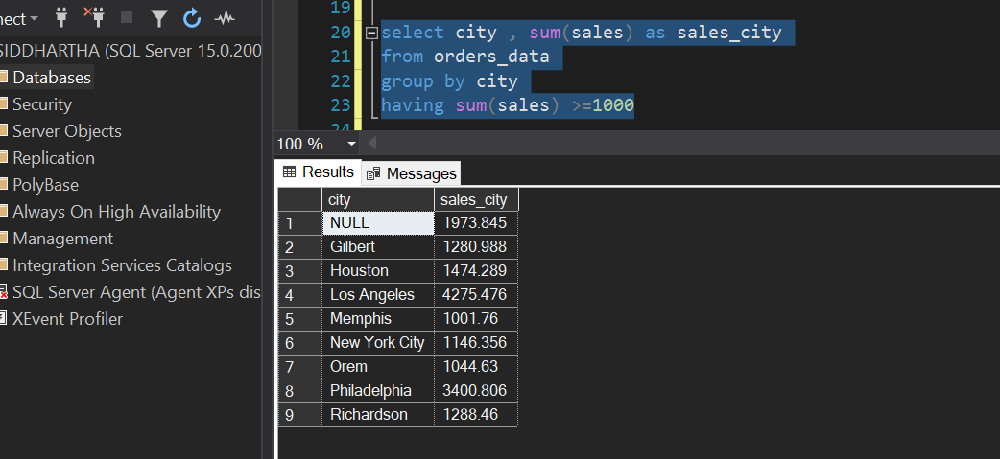 nect
SIDDHARTHA (SQL Server 15.0.200
Databases
Security
Server Objects
Replication
PolyBase
Always On High Availability
Management
Integration Services Catalogs
SQL Server Agent (Agent XPs dis
XEvent Profiler
19
20 select city , sum(sales) as sales_city
21 from orders_data
22 group by city
23 having sum(sales) >=1000
24
100 %
Results Messages
city sales_city
1 NULL 1973.845
2 Gilbert 1280.988
3 Houston 1474.289
4 Los Angeles 4275.476
5 Memphis 1001.76
6 New York City 1146.356
7 Orem 1044.63
8 Philadelphia 3400.806
9 Richardson 1288.46